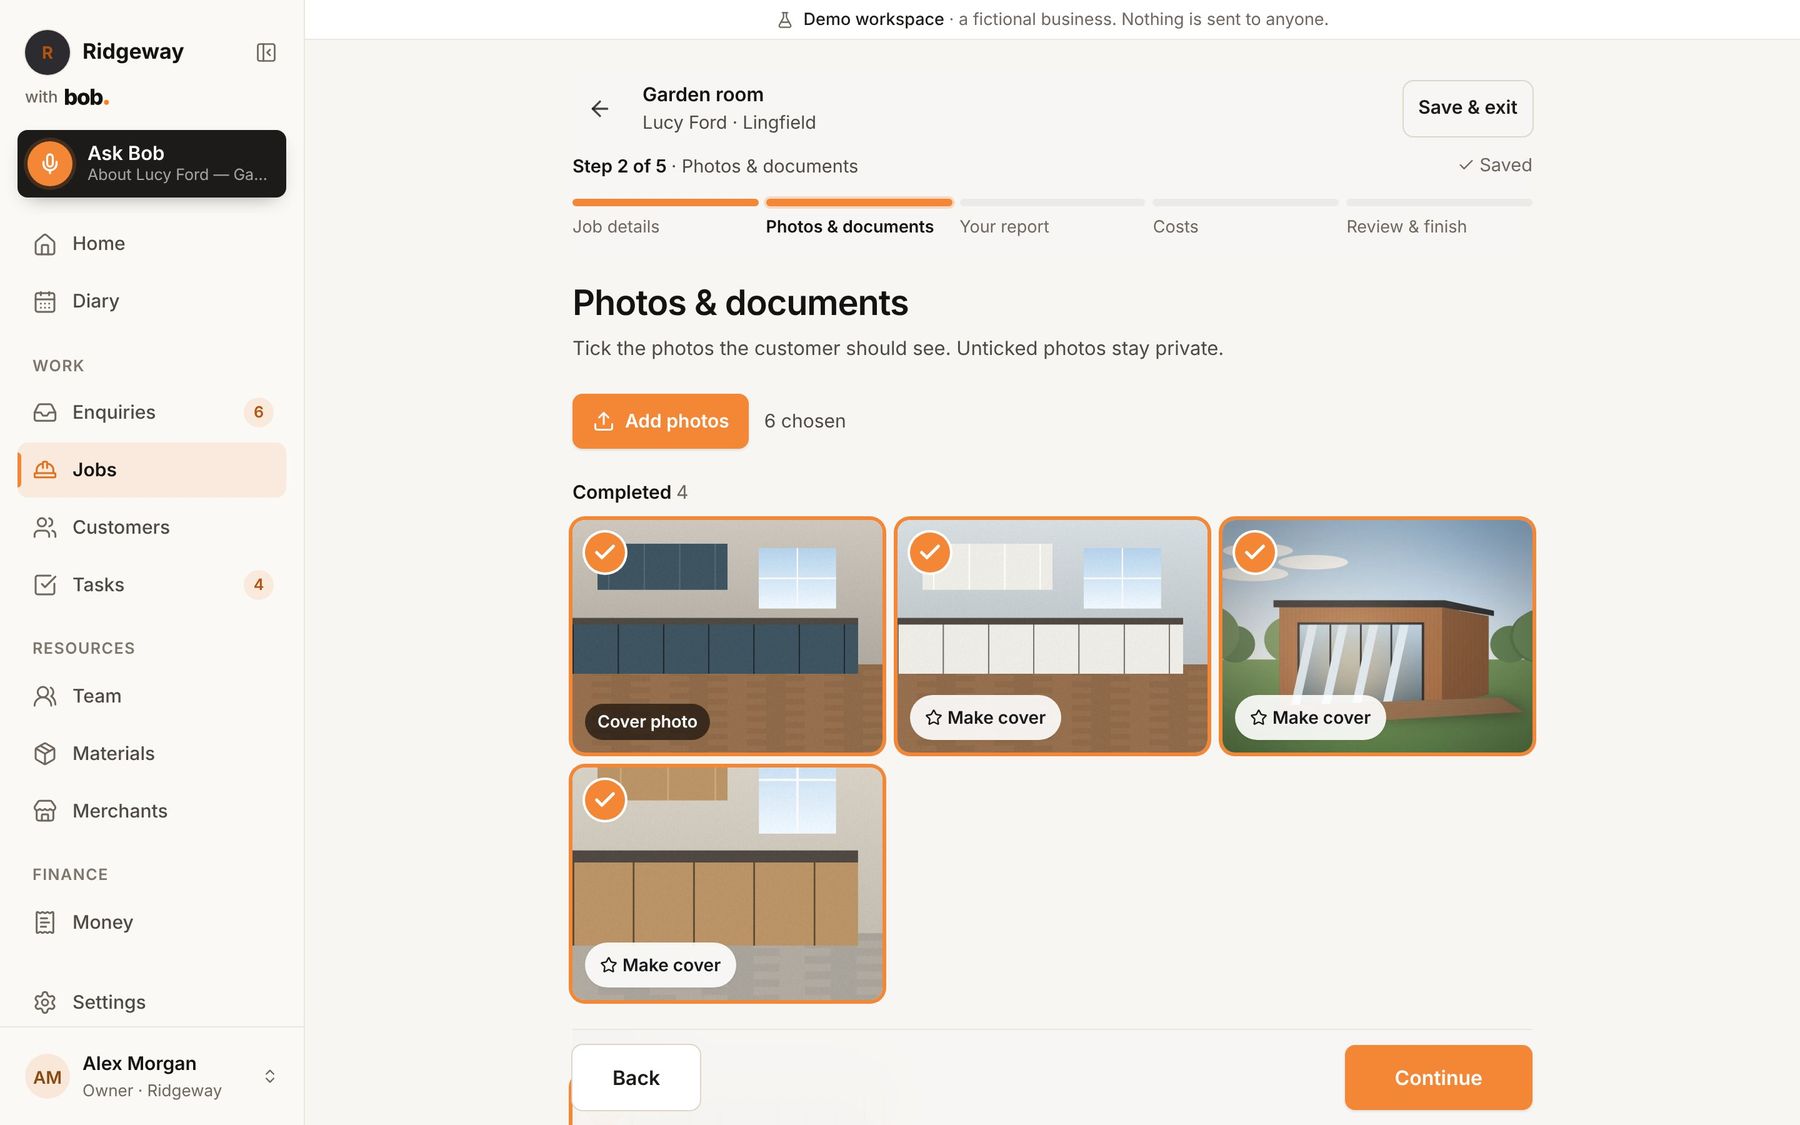 Demo workspace · a fictional business. Nothing is sent to anyone.
R
Ridgeway
with bob.
Ask Bob
About Lucy Ford — Ga...
Home
Diary
WORK
Enquiries 6
Jobs
Customers
Tasks 4
RESOURCES
Team
Materials
Merchants
FINANCE
Money
Settings
AM
Alex Morgan
Owner · Ridgeway
Garden room
Lucy Ford · Lingfield
Save & exit
Step 2 of 5 · Photos & documents
Saved
Job details
Photos & documents
Your report
Costs
Review & finish
Photos & documents
Tick the photos the customer should see. Unticked photos stay private.
Add photos
6 chosen
Completed 4
Cover photo
Make cover
Make cover
Make cover
Back
Continue